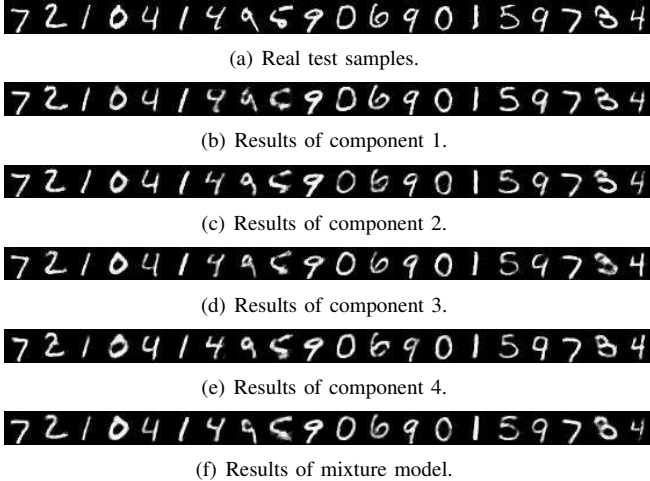 7 2 1 0 4 1 4 9 5 9 0 6 9 0 1 5 9 7 3 4
(a) Real test samples.
7 2 1 0 4 1 9 9 6 9 0 6 9 0 1 5 9 7 3 4
(b) Results of component 1.
7 2 1 0 4 1 4 9 5 9 0 6 9 0 1 5 9 7 3 4
(c) Results of component 2.
7 2 1 0 4 1 4 9 5 9 0 6 9 0 1 5 9 7 3 4
(d) Results of component 3.
7 2 1 0 4 1 4 9 5 9 0 6 9 0 1 5 9 7 3 4
(e) Results of component 4.
7 2 1 0 4 1 4 9 5 9 0 6 9 0 1 5 9 7 3 4
(f) Results of mixture model.